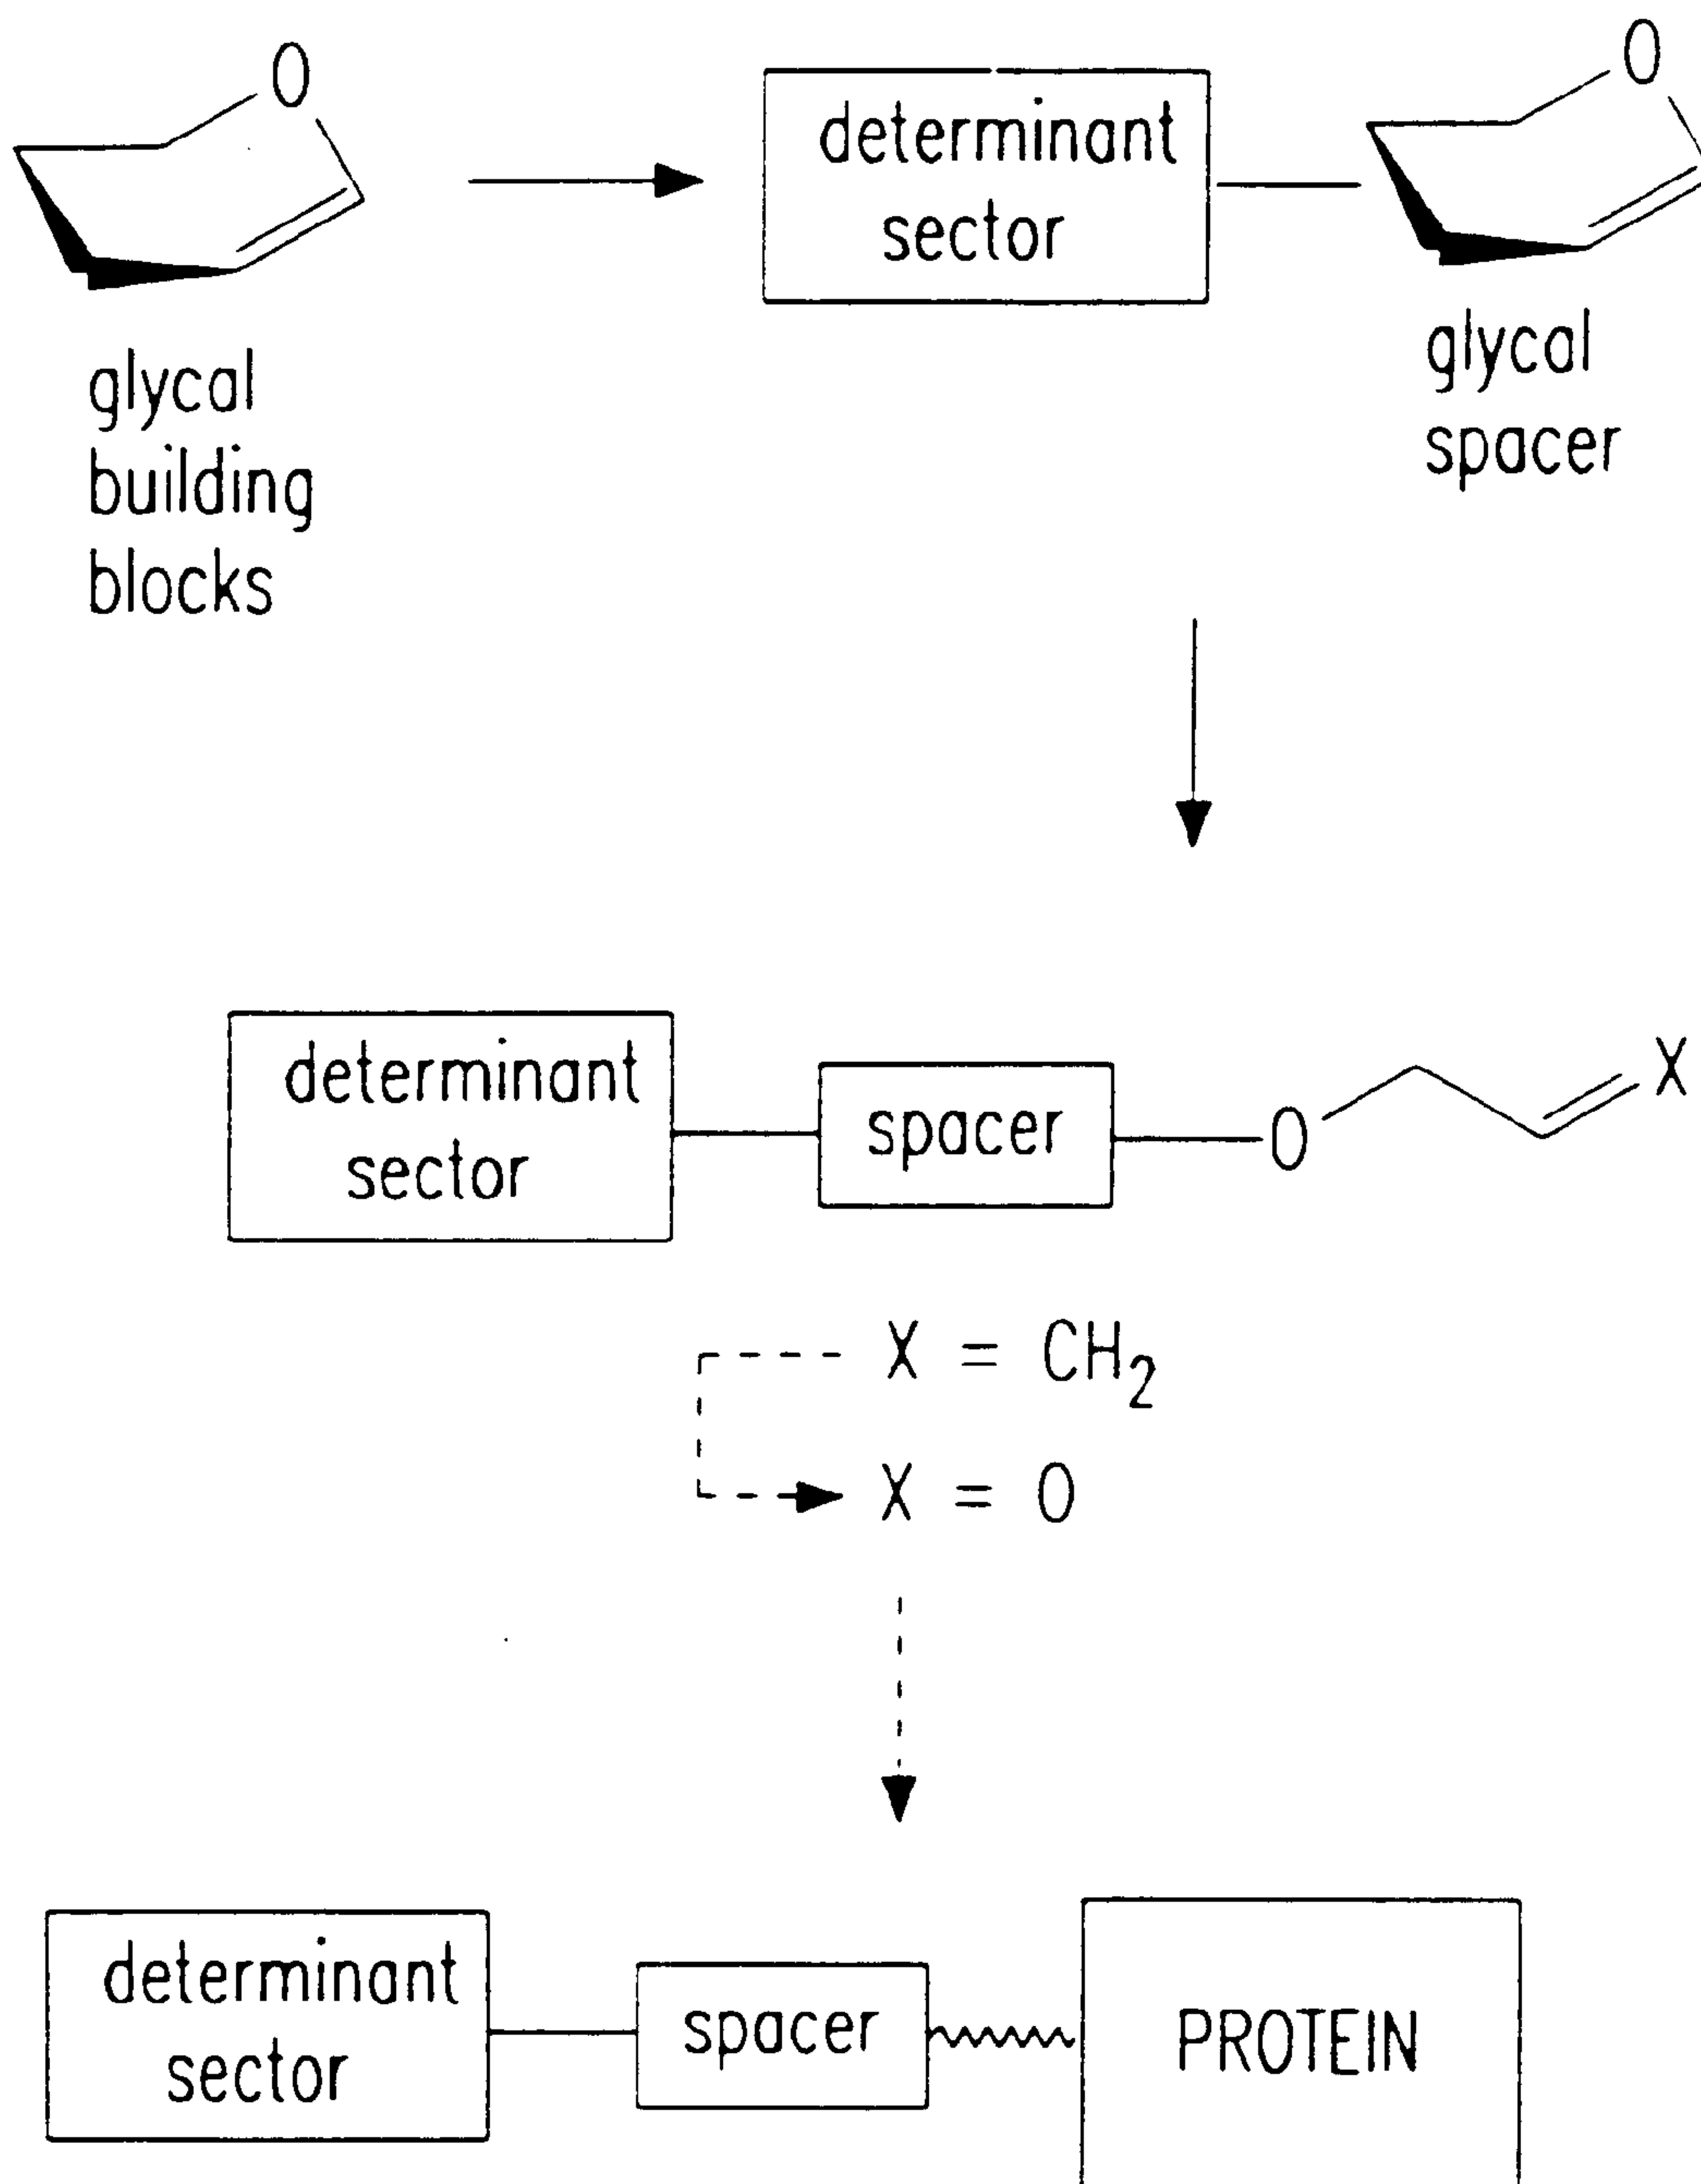 O
O
determinant
sector
glycal
building
blocks
glycal
spacer
determinant
sector
spacer
O
X
X = CH2
X = O
determinant
sector
spacer
PROTEIN